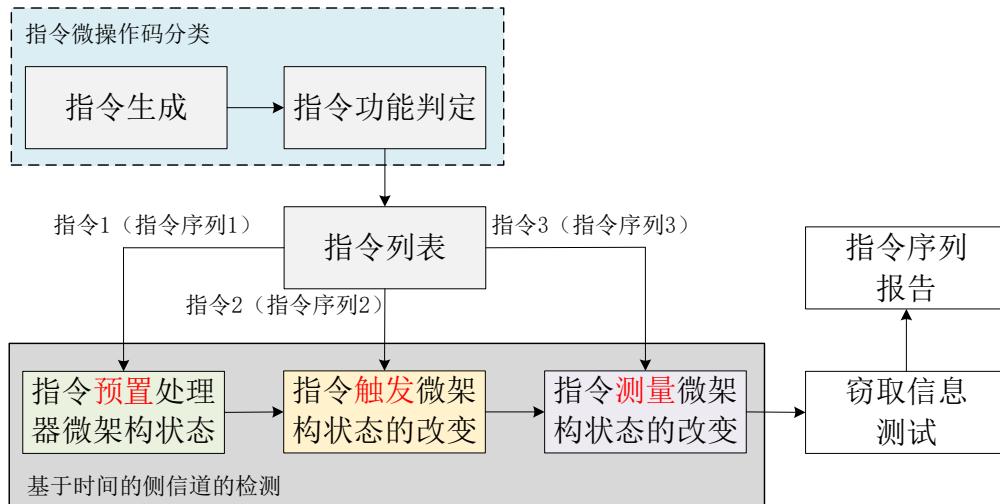 指令微操作码分类
指令生成
指令功能判定
指令1（指令序列1）
指令列表
指令3（指令序列3）
指令2（指令序列2）
指令序列
报告
指令预置处理
器微架构状态
指令触发微架
构状态的改变
指令测量微架
构状态的改变
窃取信息
测试
基于时间的侧信道的检测